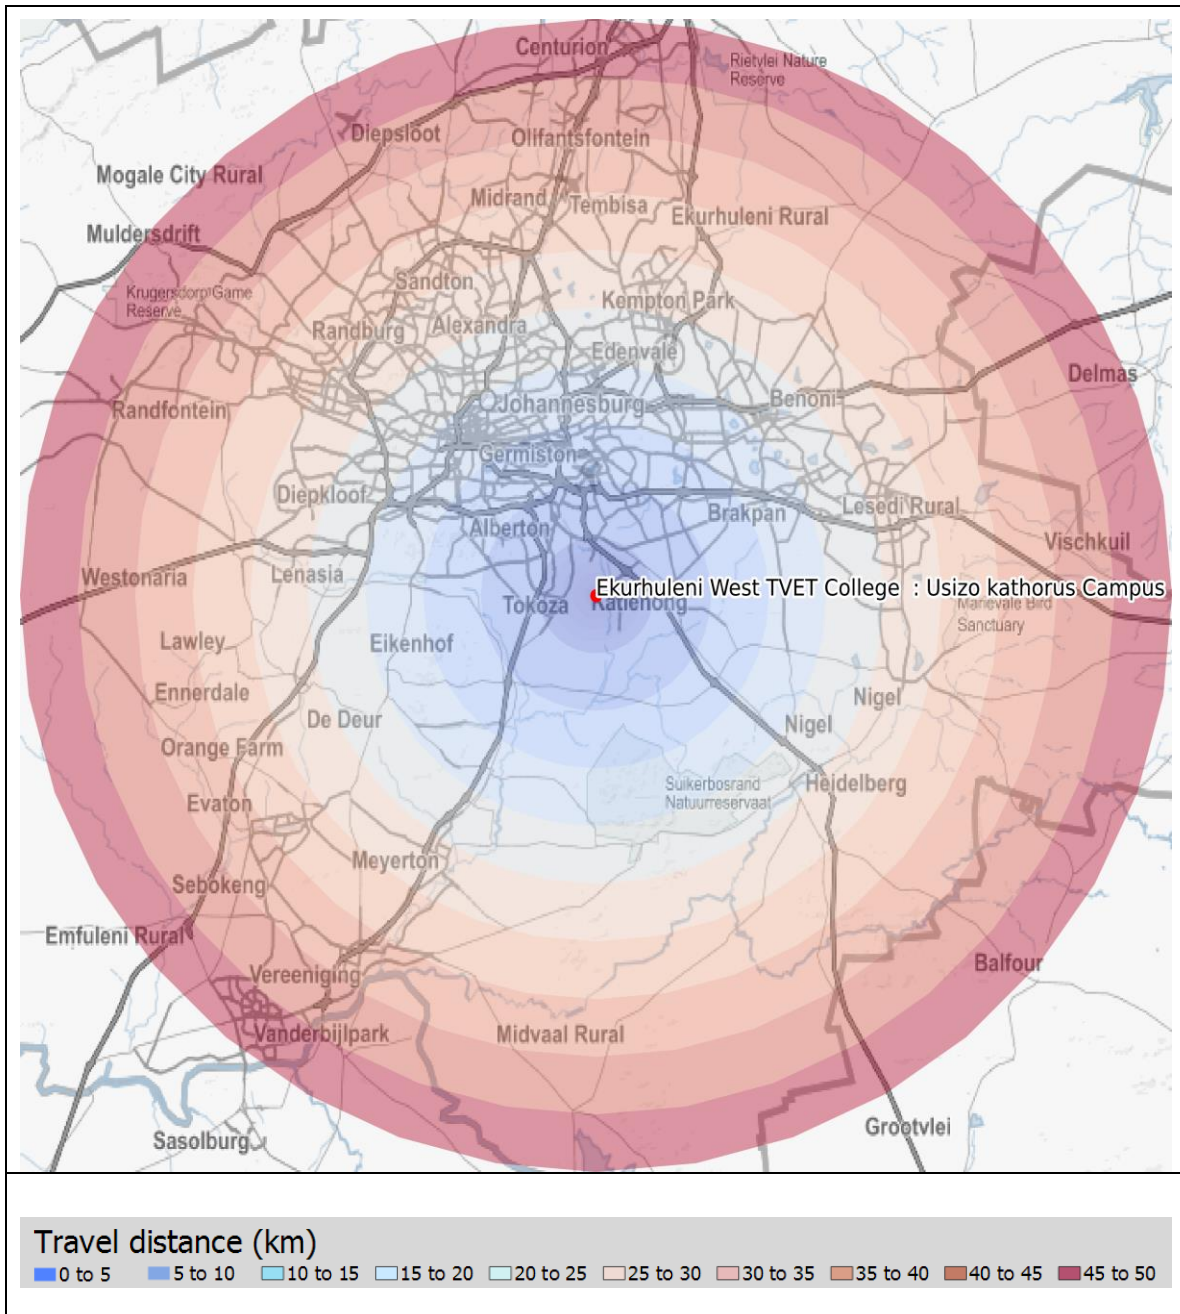 Centurion
Rietvlei Nature
Reserve
Diepsloot
Olifantsfontein
Mogale City Rural
Midrand
Tembisa
Ekurhuleni Rural
Muldersdrift
Sandton
Krugersdorp Game
Reserve
Kempton Park
Randburg
Alexandra
Edenvale
Delmas
Randfontein
Johannesburg
Benoni
Germiston
Diepkloof
Alberton
Brakpan
Lesedi Rural
Vischkuil
Westonaria
Lenasia
Ekurhuleni West TVET College : Usizo kathorus Campus
Tokoza
Katlehong
Marievale Bird
Sanctuary
Lawley
Eikenhof
Ennerdale
De Deur
Nigel
Nigel
Orange Farm
Suikerbosrand
Natuurreservaat
Heidelberg
Evaton
Meyerton
Sebokeng
Emfuleni Rural
Vereeniging
Balfour
Vanderbijlpark
Midvaal Rural
Sasolburg
Grootvlei
Travel distance (km)
0 to 5 5 to 10 10 to 15 15 to 20 20 to 25 25 to 30 30 to 35 35 to 40 40 to 45 45 to 50